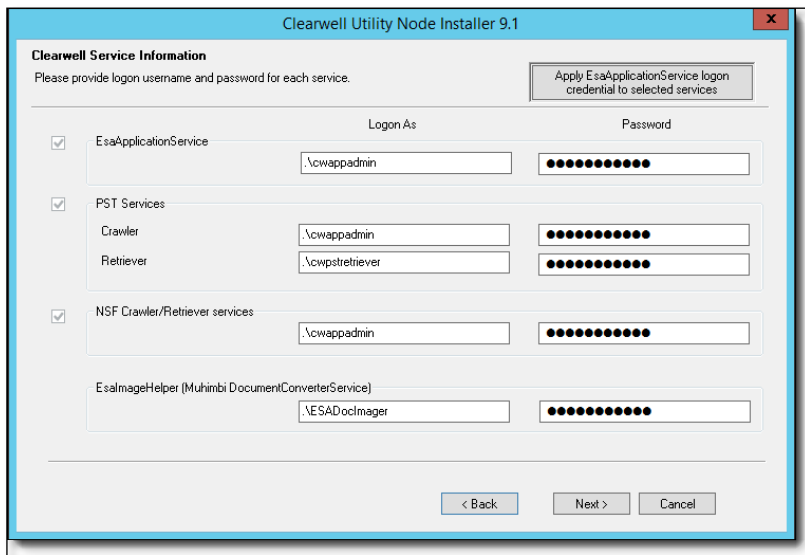 Clearwell Utility Node Installer 9.1
x
Clearwell Service Information
Please provide logon username and password for each service.
Apply EsaApplicationService logon
credential to selected services
Logon As
Password
EsaApplicationService
.\cwappadmin
●●●●●●●●●●●
PST Services
Crawler
.\cwappadmin
●●●●●●●●●●●
Retriever
.\cwpstretriever
●●●●●●●●●●●
NSF Crawler/Retriever services
.\cwappadmin
●●●●●●●●●●●
EsaImageHelper (Muhimbi DocumentConverterService)
.\ESADocImager
●●●●●●●●●●●
< Back
Next >
Cancel